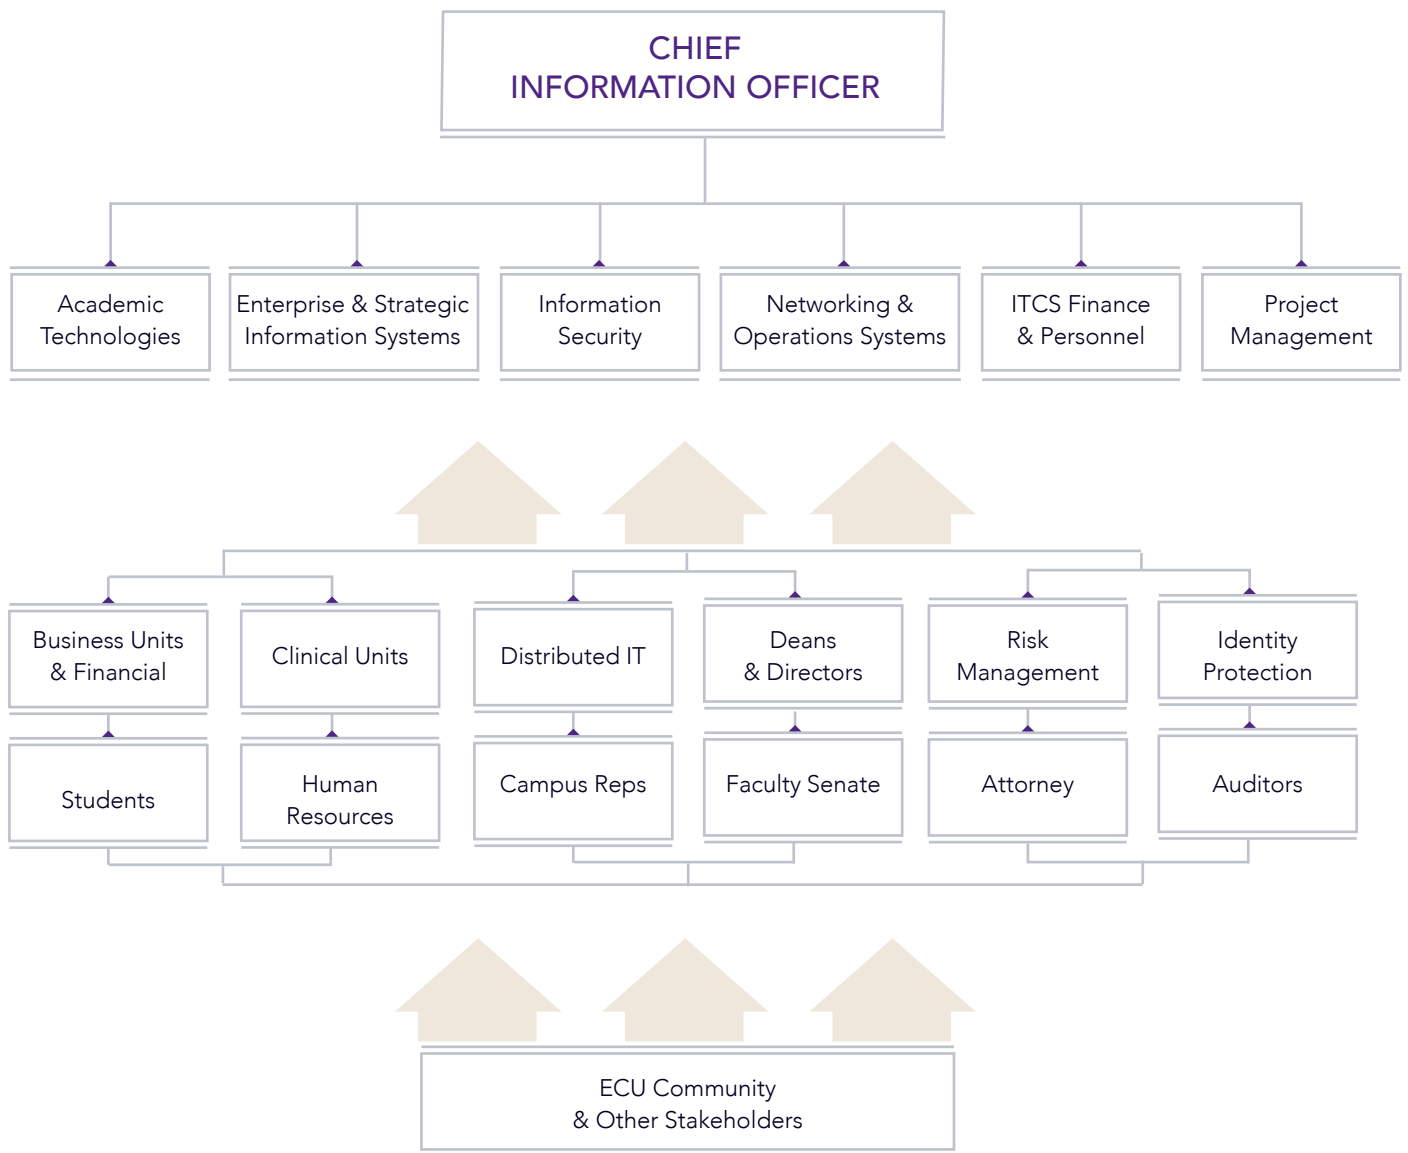 CHIEF
INFORMATION OFFICER
Academic
Technologies
Enterprise & Strategic
Information Systems
Information
Security
Networking &
Operations Systems
ITCS Finance
& Personnel
Project
Management
Business Units
& Financial
Clinical Units
Distributed IT
Deans
& Directors
Risk
Management
Identity
Protection
Students
Human
Resources
Campus Reps
Faculty Senate
Attorney
Auditors
ECU Community
& Other Stakeholders